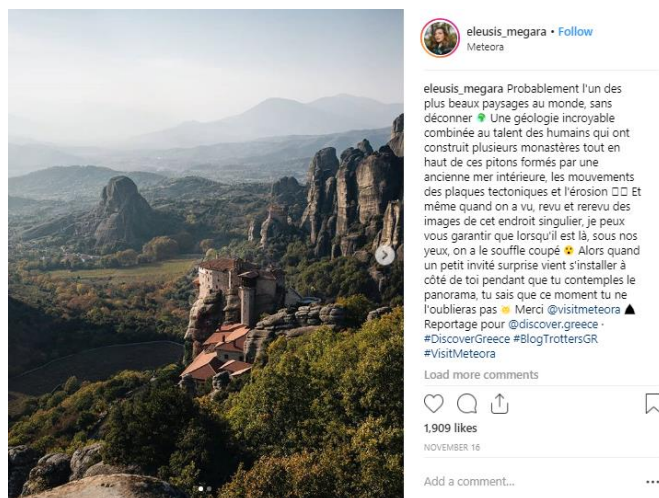 eleusis_megara • Follow
Meteora
eleusis_megara Probablement l'un des
plus beaux paysages au monde, sans
déconner 🌍 Une géologie incroyable
combinée au talent des humains qui ont
construit plusieurs monastères tout en
haut de ces pitons formés par une
ancienne mer intérieure, les mouvements
des plaques tectoniques et l'érosion □□ Et
même quand on a vu, revu et rerevu des
images de cet endroit singulier, je peux
vous garantir que lorsqu'il est là, sous nos
yeux, on a le souffle coupé 😲 Alors quand
un petit invité surprise vient s'installer à
côté de toi pendant que tu contemples le
panorama, tu sais que ce moment tu ne
l'oublieras pas 🌟 Merci @visitmeteora ▲
Reportage pour @discover.greece ·
#DiscoverGreece #BlogTrottersGR
#VisitMeteora
Load more comments
1,909 likes
NOVEMBER 16
Add a comment...